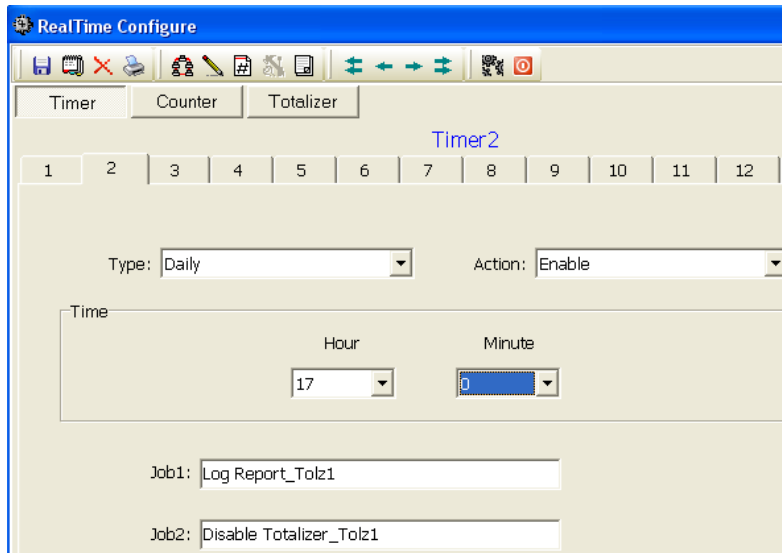 RealTime Configure
Timer Counter Totalizer
Timer2
1 2 3 4 5 6 7 8 9 10 11 12
Type: Daily Action: Enable
Time
Hour Minute
17 0
Job1: Log Report_Tolz1
Job2: Disable Totalizer_Tolz1